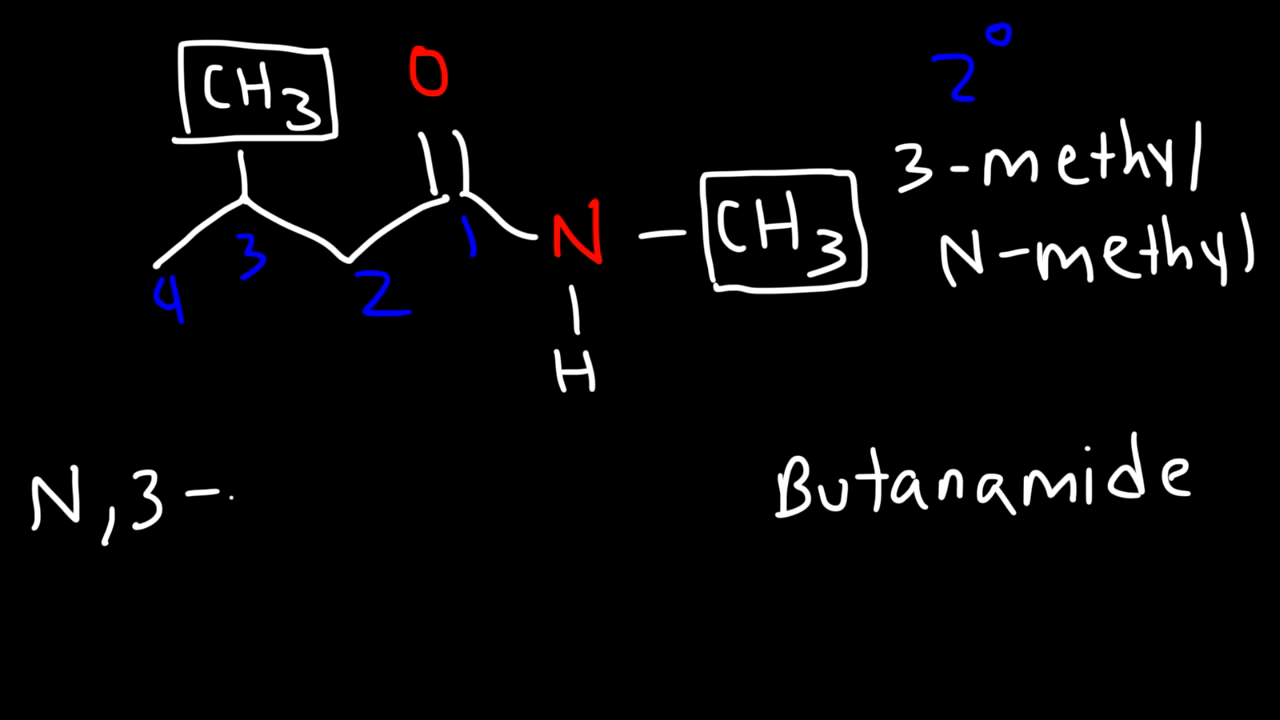 CH3
O
2°
3-methyl
N-methyl
N
CH3
H
4
3
2
1
N,3-
Butanamide